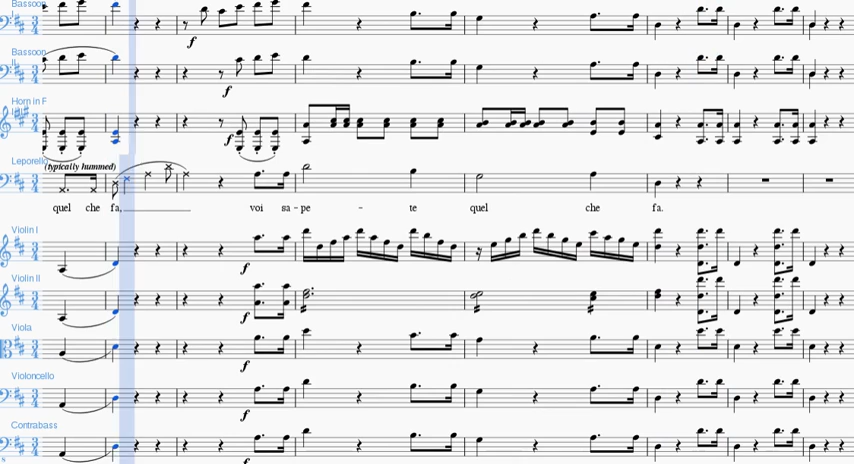 Bassoon
f
Bassoon
f
Horn in F
f
Leporello
(typically hummed)
quel che fa, voi sa - pe - te quel che fa.
Violin I
f
Violin II
f
Viola
f
Violoncello
f
Contrabass
f